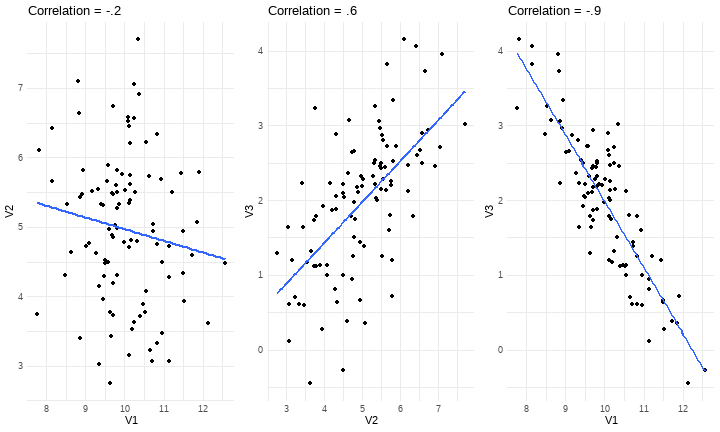 Correlation = -.2
Correlation = .6
Correlation = -.9
V2
7
6
5
4
3
8 9 10 11 12
V1
V3
4
3
2
1
0
3 4 5 6 7
V2
V3
4
3
2
1
0
8 9 10 11 12
V1